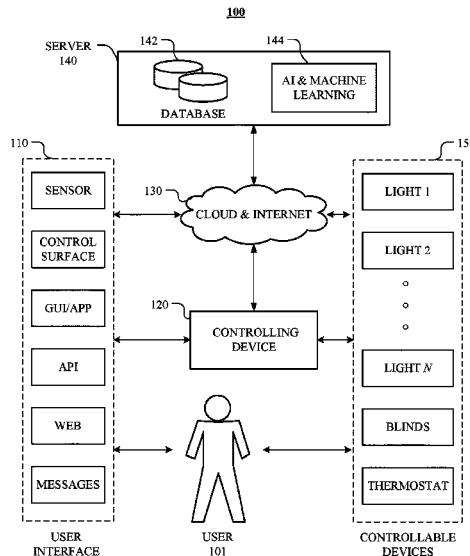 100
SERVER
140
142
DATABASE
144
AI & MACHINE
LEARNING
110
SENSOR
CONTROL
SURFACE
GUI/APP
API
WEB
MESSAGES
USER
INTERFACE
130
CLOUD & INTERNET
120
CONTROLLING
DEVICE
USER
101
15
LIGHT 1
LIGHT 2
LIGHT N
BLINDS
THERMOSTAT
CONTROLLABLE
DEVICES